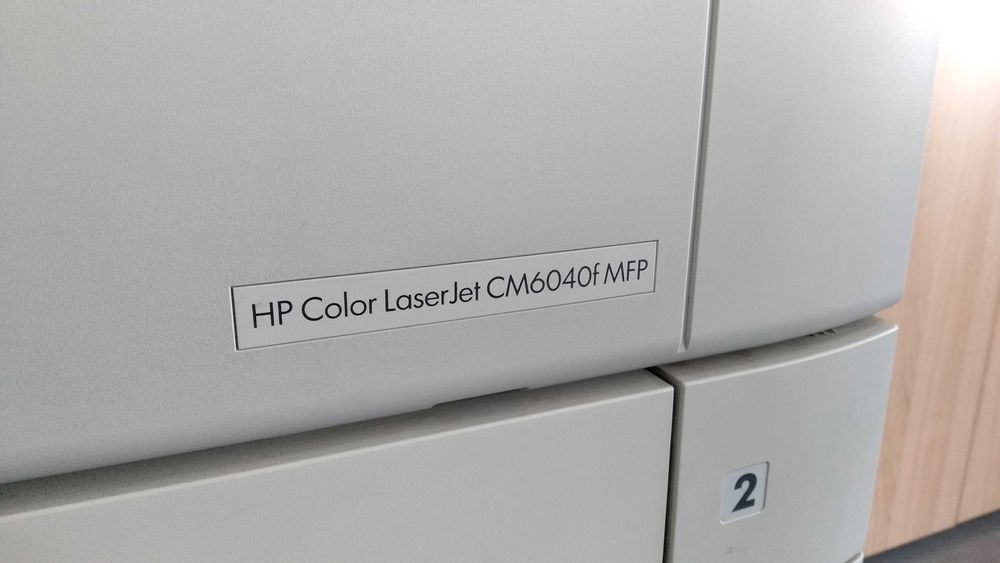 HP Color LaserJet CM6040f MFP
2